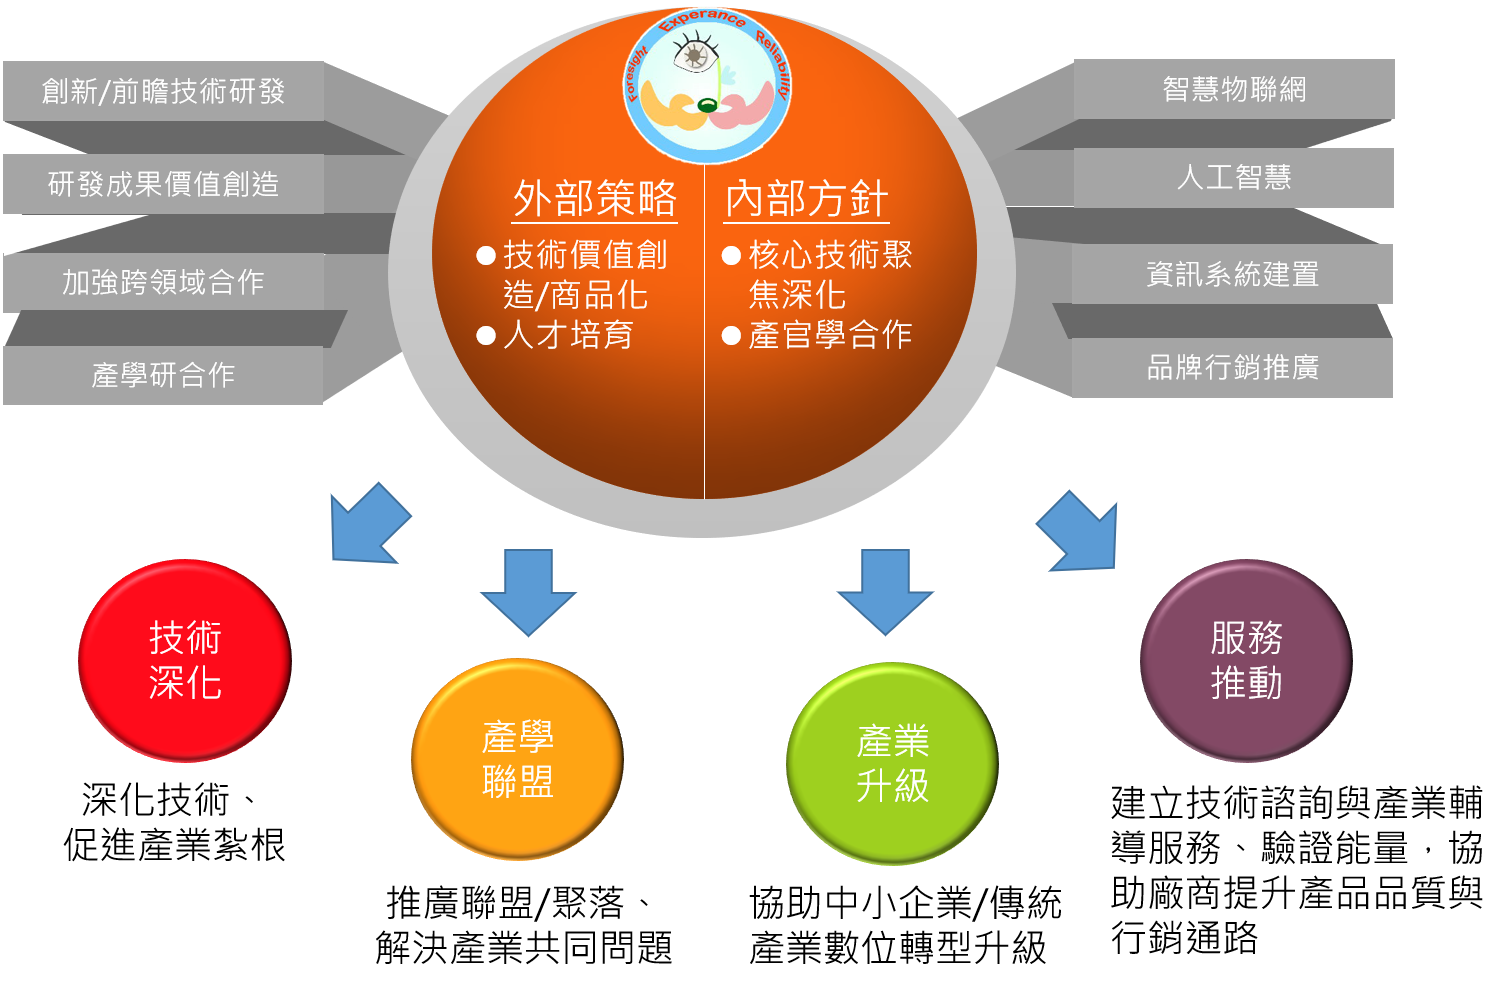 Foresight
Experance
Reliability
創新/前瞻技術研發
研發成果價值創造
加強跨領域合作
產學研合作
外部策略
●技術價值創
造/商品化
●人才培育
內部方針
●核心技術聚
焦深化
●產官學合作
智慧物聯網
人工智慧
資訊系統建置
品牌行銷推廣
技術
深化
深化技術、
促進產業紮根
產學
聯盟
推廣聯盟/聚落、
解決產業共同問題
產業
升級
協助中小企業/傳統
產業數位轉型升級
服務
推動
建立技術諮詢與產業輔
導服務、驗證能量，協
助廠商提升產品品質與
行銷通路